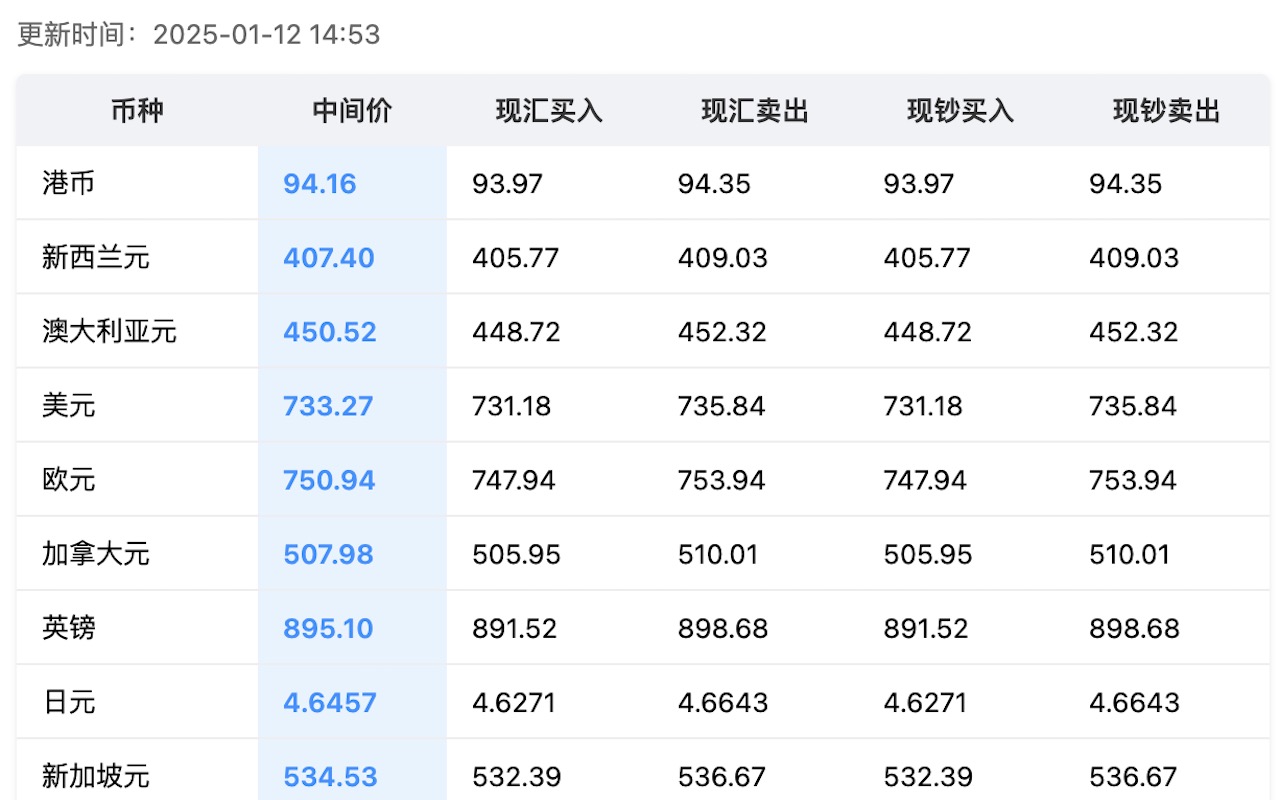 更新时间：2025-01-12 14:53
币种 中间价 现汇买入 现汇卖出 现钞买入 现钞卖出
港币 94.16 93.97 94.35 93.97 94.35
新西兰元 407.40 405.77 409.03 405.77 409.03
澳大利亚元 450.52 448.72 452.32 448.72 452.32
美元 733.27 731.18 735.84 731.18 735.84
欧元 750.94 747.94 753.94 747.94 753.94
加拿大元 507.98 505.95 510.01 505.95 510.01
英镑 895.10 891.52 898.68 891.52 898.68
日元 4.6457 4.6271 4.6643 4.6271 4.6643
新加坡元 534.53 532.39 536.67 532.39 536.67